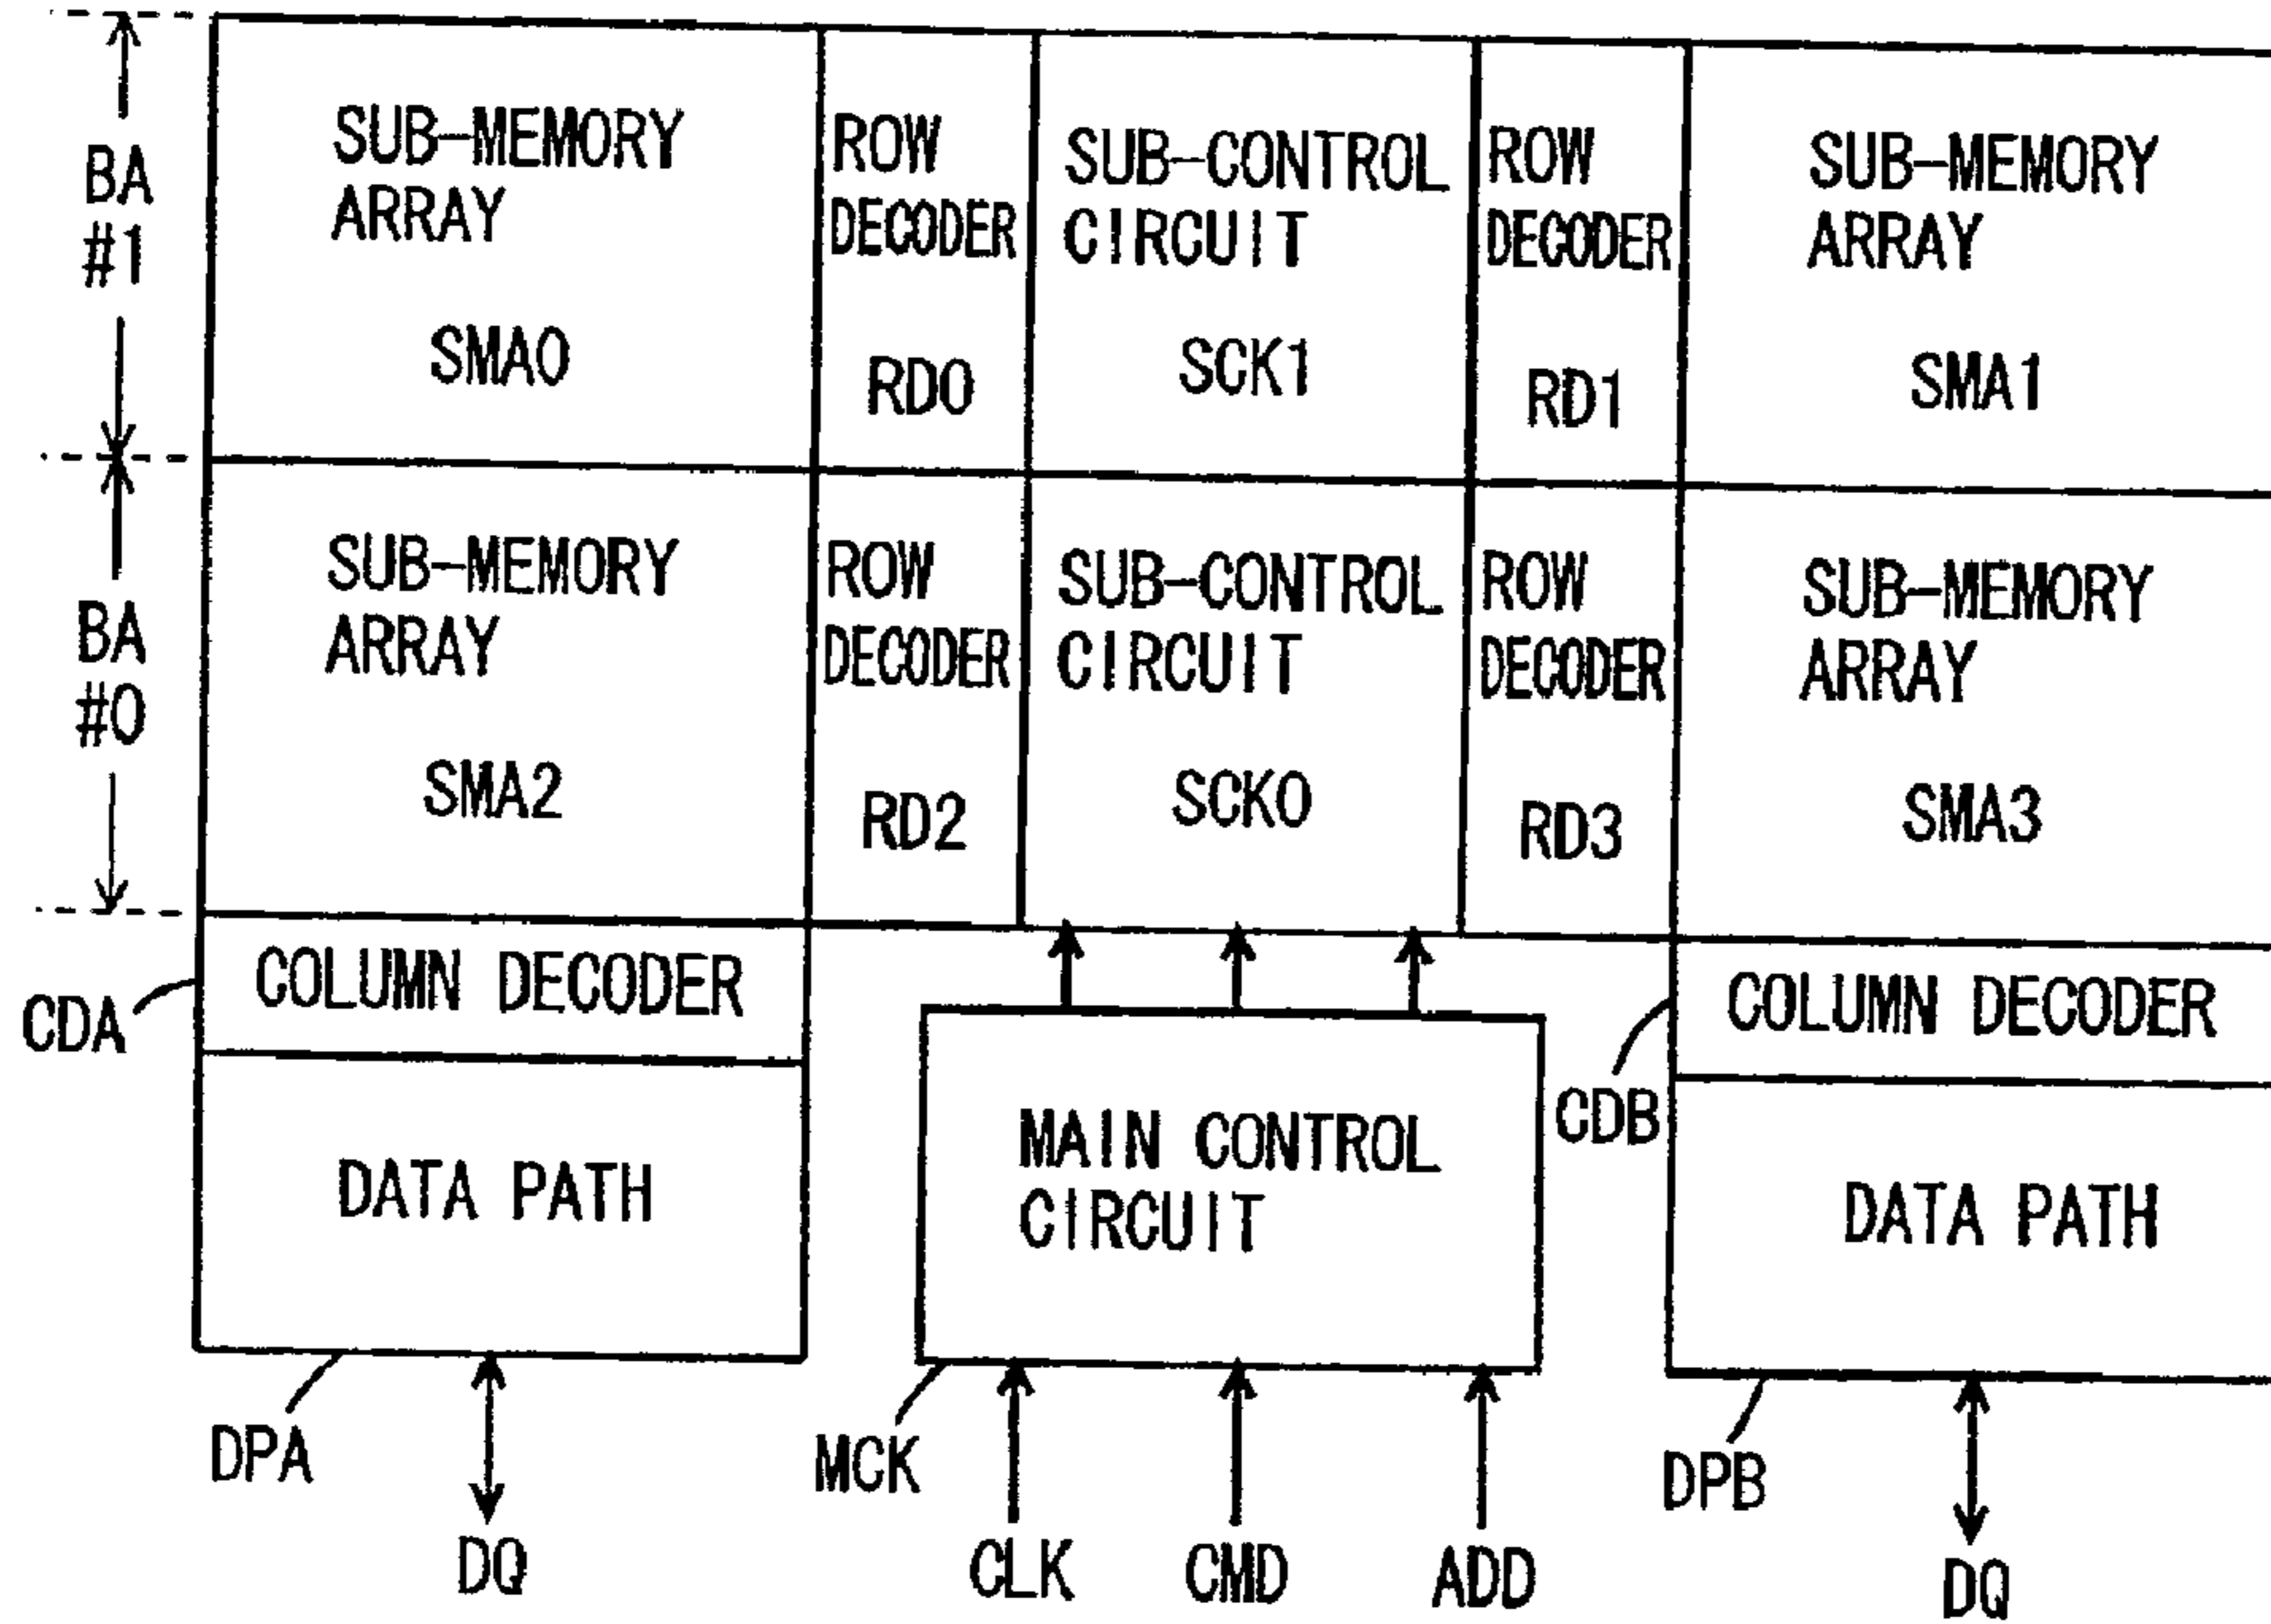 BA
#1
SUB-MEMORY
ARRAY
SMA0
ROW
DECODER
RD0
SUB-CONTROL
CIRCUIT
SCK1
ROW
DECODER
RD1
SUB-MEMORY
ARRAY
SMA1
BA
#0
SUB-MEMORY
ARRAY
SMA2
ROW
DECODER
RD2
SUB-CONTROL
CIRCUIT
SCK0
ROW
DECODER
RD3
SUB-MEMORY
ARRAY
SMA3
CDA
COLUMN DECODER
CDB
COLUMN DECODER
DATA PATH
MAIN CONTROL
CIRCUIT
DATA PATH
DPA
DQ
MCK
CLK
CMD
ADD
DPB
DQ